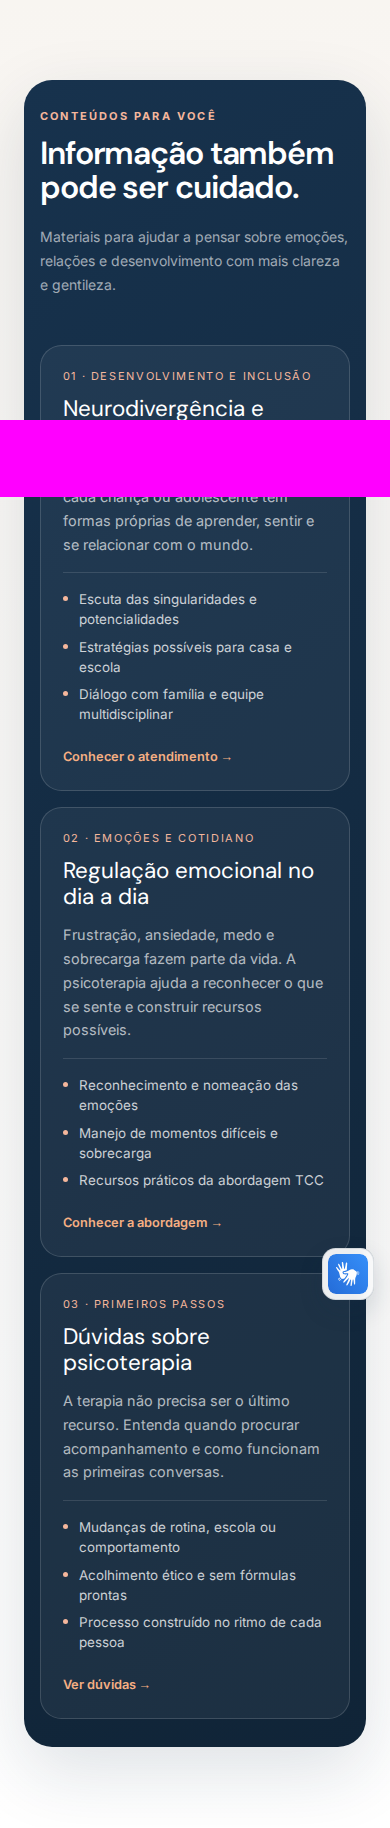 CONTEÚDOS PARA VOCÊ
Informação também
pode ser cuidado.
Materiais para ajudar a pensar sobre emoções,
relações e desenvolvimento com mais clareza
e gentileza.
01 · DESENVOLVIMENTO E INCLUSÃO
Neurodivergência e
cada criança ou adolescente tem
formas próprias de aprender, sentir e
se relacionar com o mundo.
Escuta das singularidades e
potencialidades
Estratégias possíveis para casa e
escola
Diálogo com família e equipe
multidisciplinar
Conhecer o atendimento →
02 · EMOÇÕES E COTIDIANO
Regulação emocional no
dia a dia
Frustração, ansiedade, medo e
sobrecarga fazem parte da vida. A
psicoterapia ajuda a reconhecer o que
se sente e construir recursos
possíveis.
Reconhecimento e nomeação das
emoções
Manejo de momentos difíceis e
sobrecarga
Recursos práticos da abordagem TCC
Conhecer a abordagem →
03 · PRIMEIROS PASSOS
Dúvidas sobre
psicoterapia
A terapia não precisa ser o último
recurso. Entenda quando procurar
acompanhamento e como funcionam
as primeiras conversas.
Mudanças de rotina, escola ou
comportamento
Acolhimento ético e sem fórmulas
prontas
Processo construído no ritmo de cada
pessoa
Ver dúvidas →